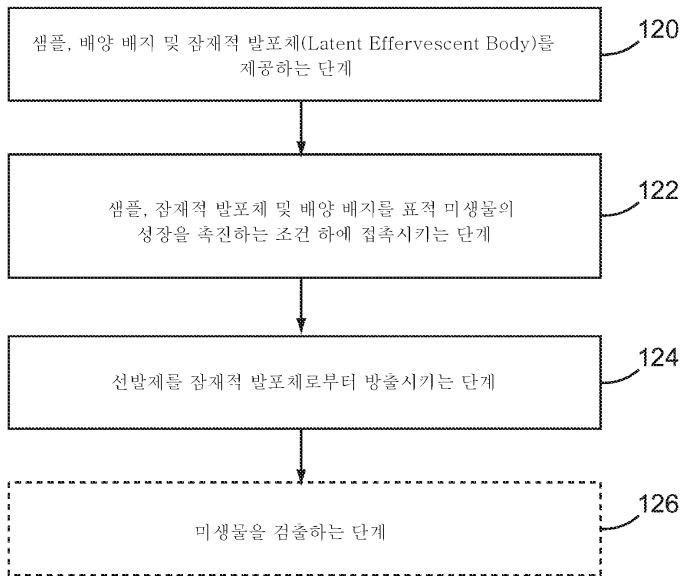 샘플, 배양 배지 및 잠재적 발포체(Latent Effervescent Body)를
제공하는 단계
120
샘플, 잠재적 발포체 및 배양 배지를 표적 미생물의
성장을 촉진하는 조건 하에 접촉시키는 단계
122
선발제를 잠재적 발포체로부터 방출시키는 단계
124
미생물을 검출하는 단계
126